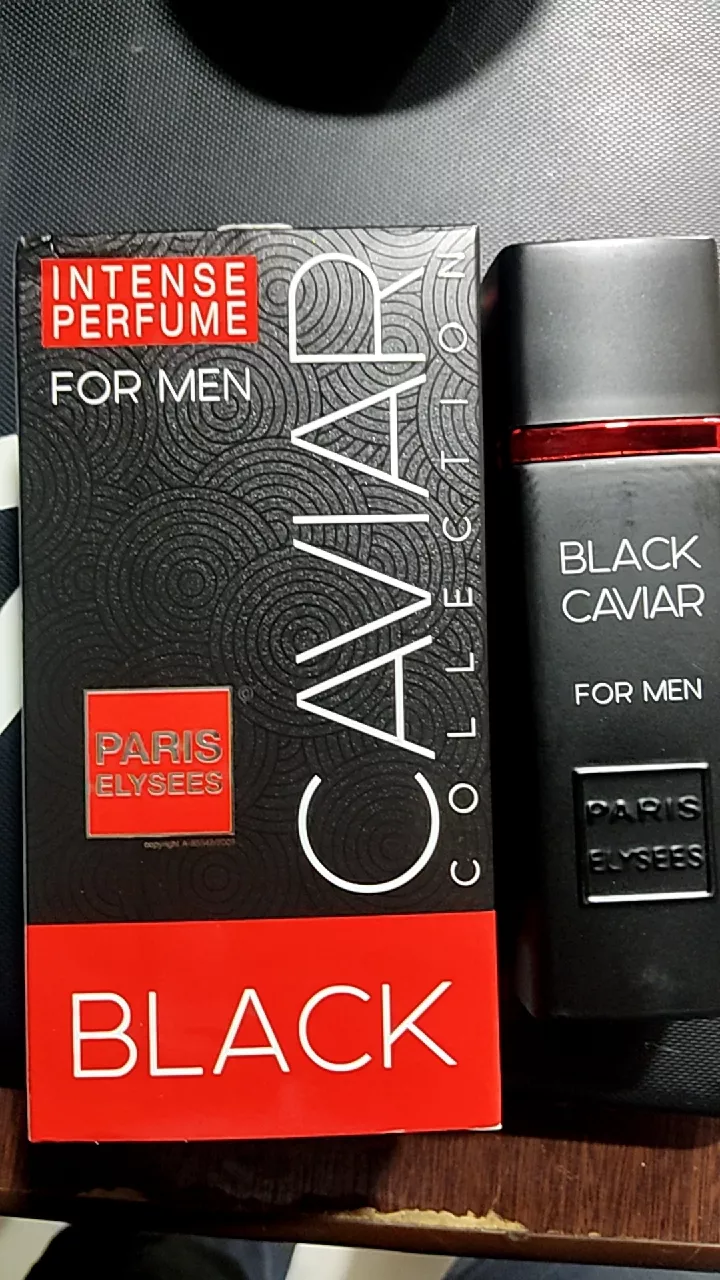 INTENSE
PERFUME
FOR MEN
CAVIAR
COLLECTION
PARIS
ELYSEES
BLACK
BLACK
CAVIAR
FOR MEN
PARIS
ELYSEES